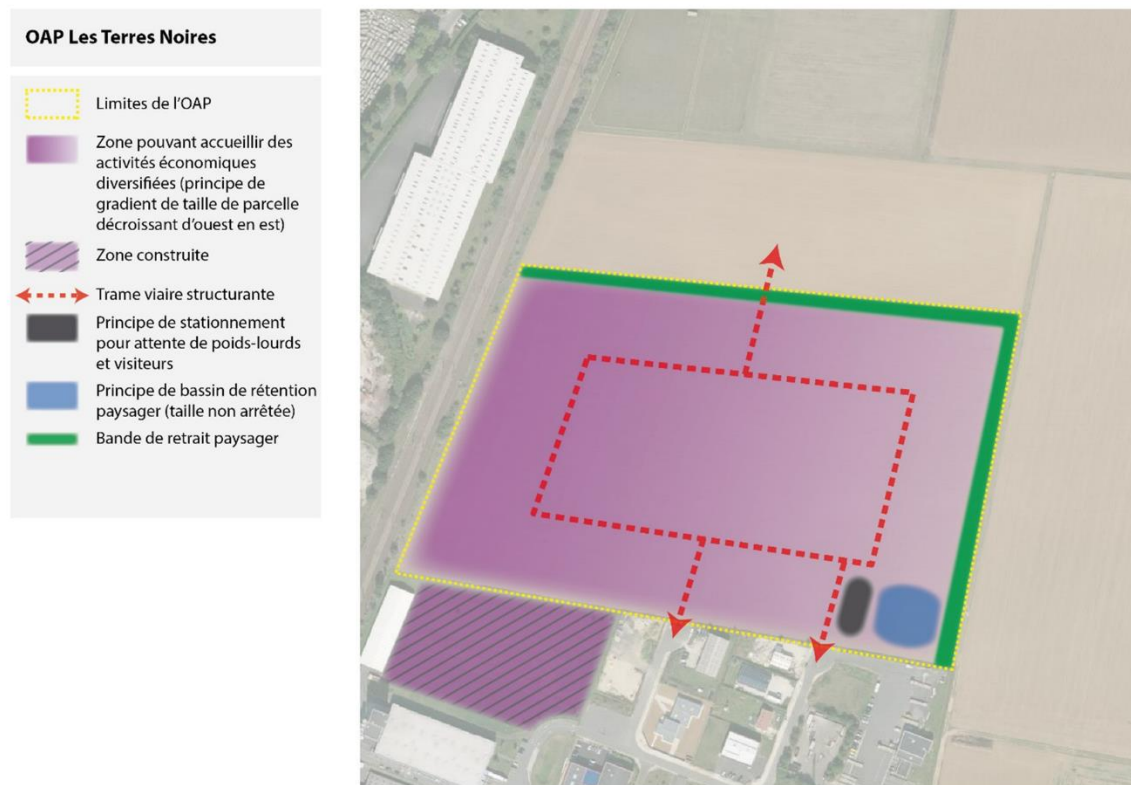 OAP Les Terres Noires
Limites de l'OAP
Zone pouvant accueillir des
activités économiques
diversifiées (principe de
gradient de taille de parcelle
décroissant d'ouest en est)
Zone construite
Trame viaire structurante
Principe de stationnement
pour attente de poids-lourds
et visiteurs
Principe de bassin de rétention
paysager (taille non arrêtée)
Bande de retrait paysager